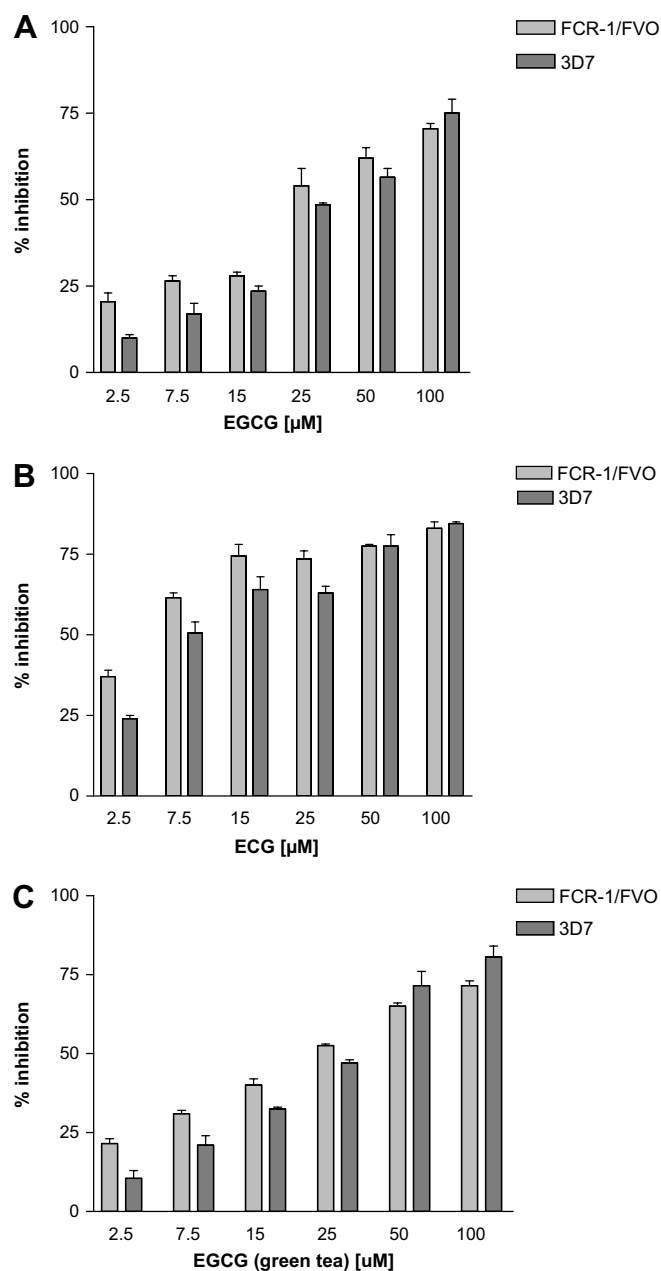 A
FCR-1/FVO
3D7
100
75
50
25
0
% inhibition
2.5 7.5 15 25 50 100
EGCG [µM]
B
FCR-1/FVO
3D7
100
75
50
25
0
% inhibition
2.5 7.5 15 25 50 100
ECG [µM]
C
FCR-1/FVO
3D7
100
75
50
25
0
% inhibition
2.5 7.5 15 25 50 100
EGCG (green tea) [uM]